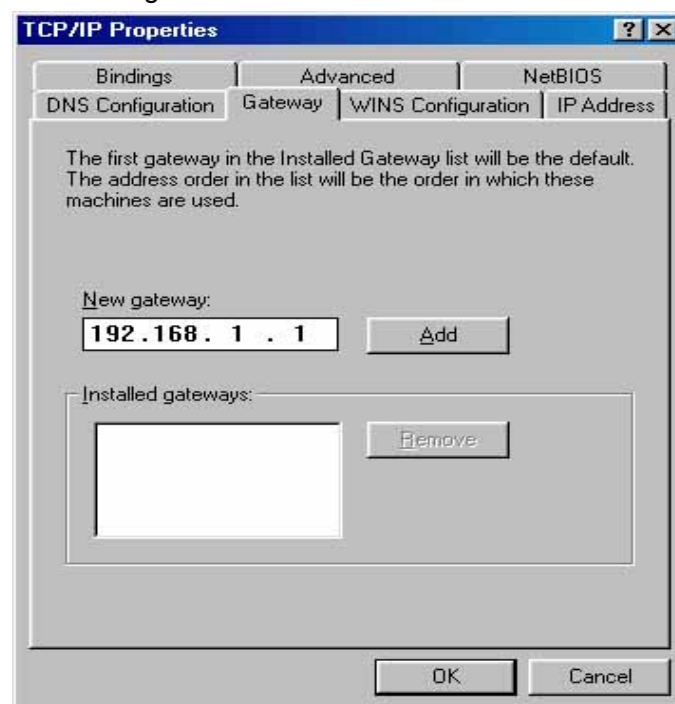 TCP/IP Properties ? ×
Bindings Advanced NetBIOS
DNS Configuration Gateway WINS Configuration IP Address
The first gateway in the Installed Gateway list will be the default.
The address order in the list will be the order in which these
machines are used.
New gateway:
192.168. 1 . 1 Add
Installed gateways:
Remove
OK Cancel